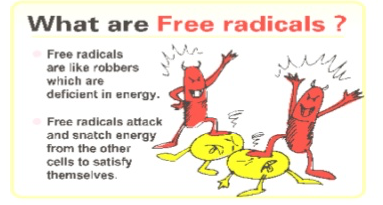 What are Free radicals ?
Free radicals
are like robbers
which are
deficient in energy.
Free radicals attack
and snatch energy
from the other
cells to satisfy
themselves.